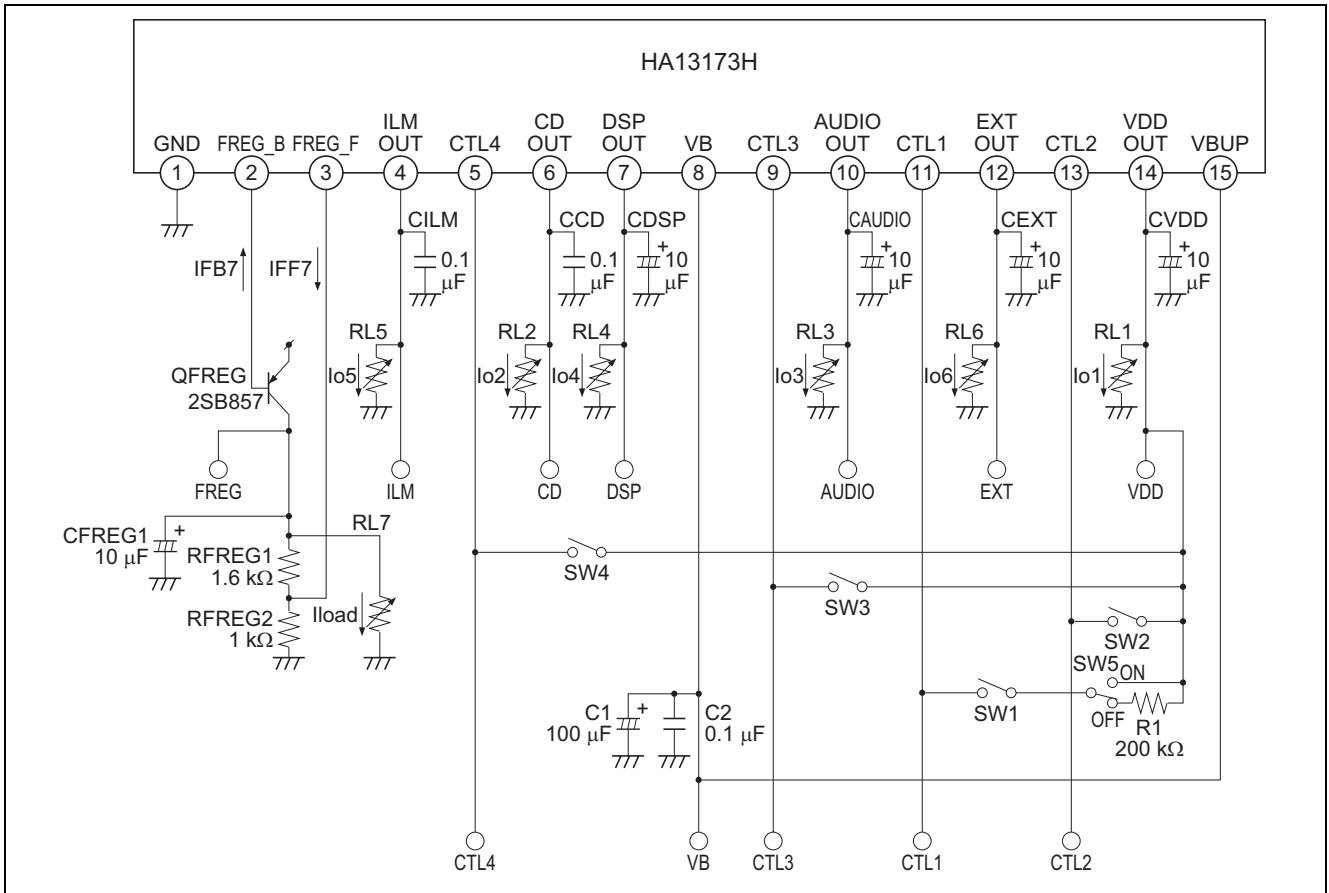 HA13173H
GND FREG_B FREG_F ILM OUT CTL4 CD OUT DSP OUT VB CTL3 AUDIO OUT CTL1 EXT OUT CTL2 VDD OUT VBUP
1 2 3 4 5 6 7 8 9 10 11 12 13 14 15
CILM CCD CDSP CAUDIO CEXT CVDD
IFB7 IFF7
0.1 μF
0.1 μF
+ 10 μF
+ 10 μF
+ 10 μF
+ 10 μF
RL5 RL2 RL4 RL3 RL6 RL1
Io5 Io2 Io4 Io3 Io6 Io1
QFREG
2SB857
FREG ILM CD DSP AUDIO EXT VDD
CFREG1
10 μF
+
RL7
RFREG1
1.6 kΩ
RFREG2
1 kΩ
Iload
SW4
SW3
SW2
SW5
ON
SW1
OFF
R1
200 kΩ
C1
100 μF
+
C2
0.1 μF
CTL4 VB CTL3 CTL1 CTL2